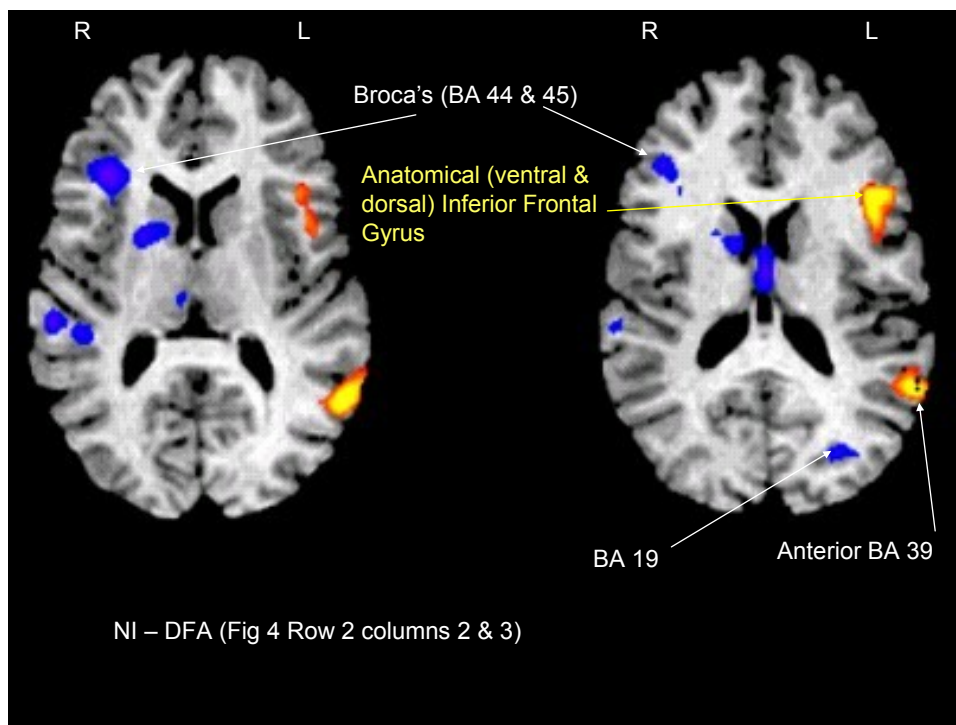 R
L
R
L
Broca’s (BA 44 & 45)
Anatomical (ventral &
dorsal) Inferior Frontal
Gyrus
BA 19
Anterior BA 39
NI – DFA (Fig 4 Row 2 columns 2 & 3)